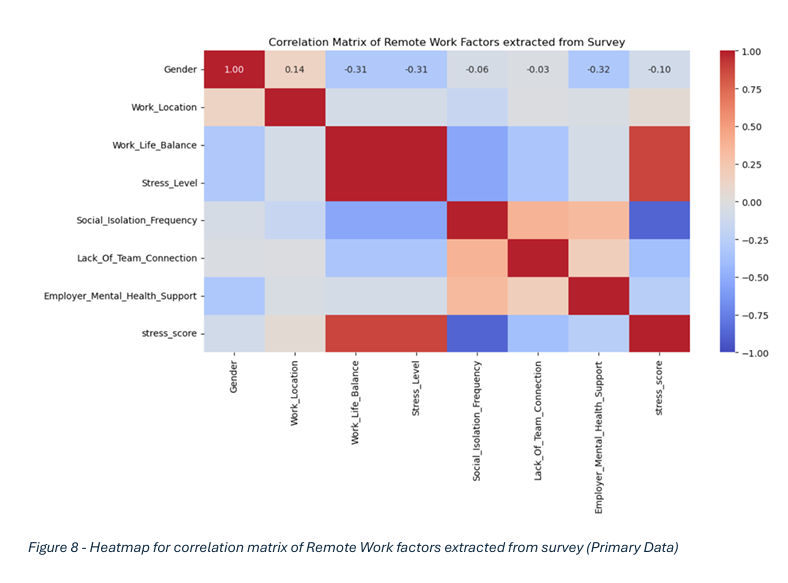 Correlation Matrix of Remote Work Factors extracted from Survey
Gender 1.00 0.14 -0.31 -0.31 -0.06 -0.03 -0.32 -0.10
Work_Location
Work_Life_Balance
Stress_Level
Social_Isolation_Frequency
Lack_Of_Team_Connection
Employer_Mental_Health_Support
stress_score
Gender
Work_Location
Work_Life_Balance
Stress_Level
Social_Isolation_Frequency
Lack_Of_Team_Connection
Employer_Mental_Health_Support
stress_score
1.00
0.75
0.50
0.25
0.00
-0.25
-0.50
-0.75
-1.00
Figure 8 - Heatmap for correlation matrix of Remote Work factors extracted from survey (Primary Data)